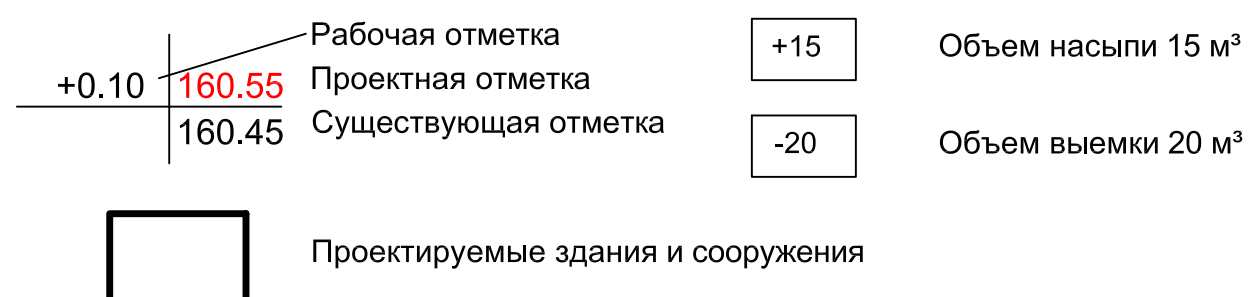 Рабочая отметка
+0.10 160.55 Проектная отметка
160.45 Существующая отметка
+15 Объем насыпи 15 м³
-20 Объем выемки 20 м³
Проектируемые здания и сооружения